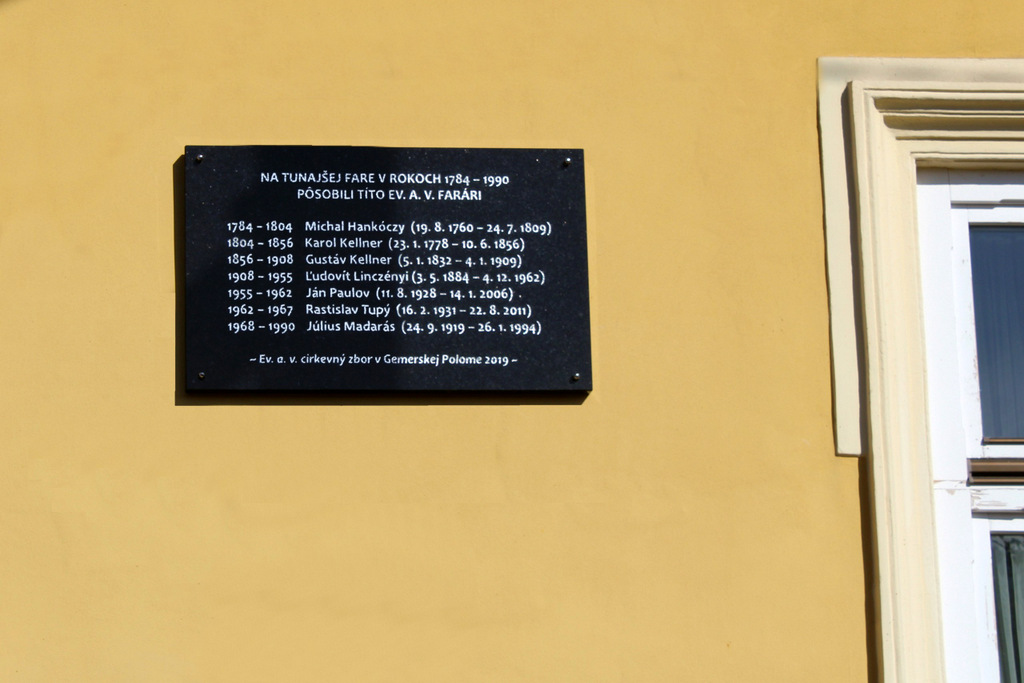 NA TUNAJŠEJ FARE V ROKOCH 1784 – 1990
PÔSOBILI TÍTO EV. A. V. FARÁRI
1784 – 1804 Michal Hankóczy (19. 8. 1760 – 24. 7. 1809)
1804 – 1856 Karol Kellner (23. 1. 1778 – 10. 6. 1856)
1856 – 1908 Gustáv Kellner (5. 1. 1832 – 4. 1. 1909)
1908 – 1955 Ľudovít Linczényi (3. 5. 1884 – 4. 12. 1962)
1955 – 1962 Ján Paulov (11. 8. 1928 – 14. 1. 2006)
1962 – 1967 Rastislav Tupý (16. 2. 1931 – 22. 8. 2011)
1968 – 1990 Július Madarás (24. 9. 1919 – 26. 1. 1994)
~ Ev. a. v. cirkevný zbor v Gemerskej Polome 2019 ~